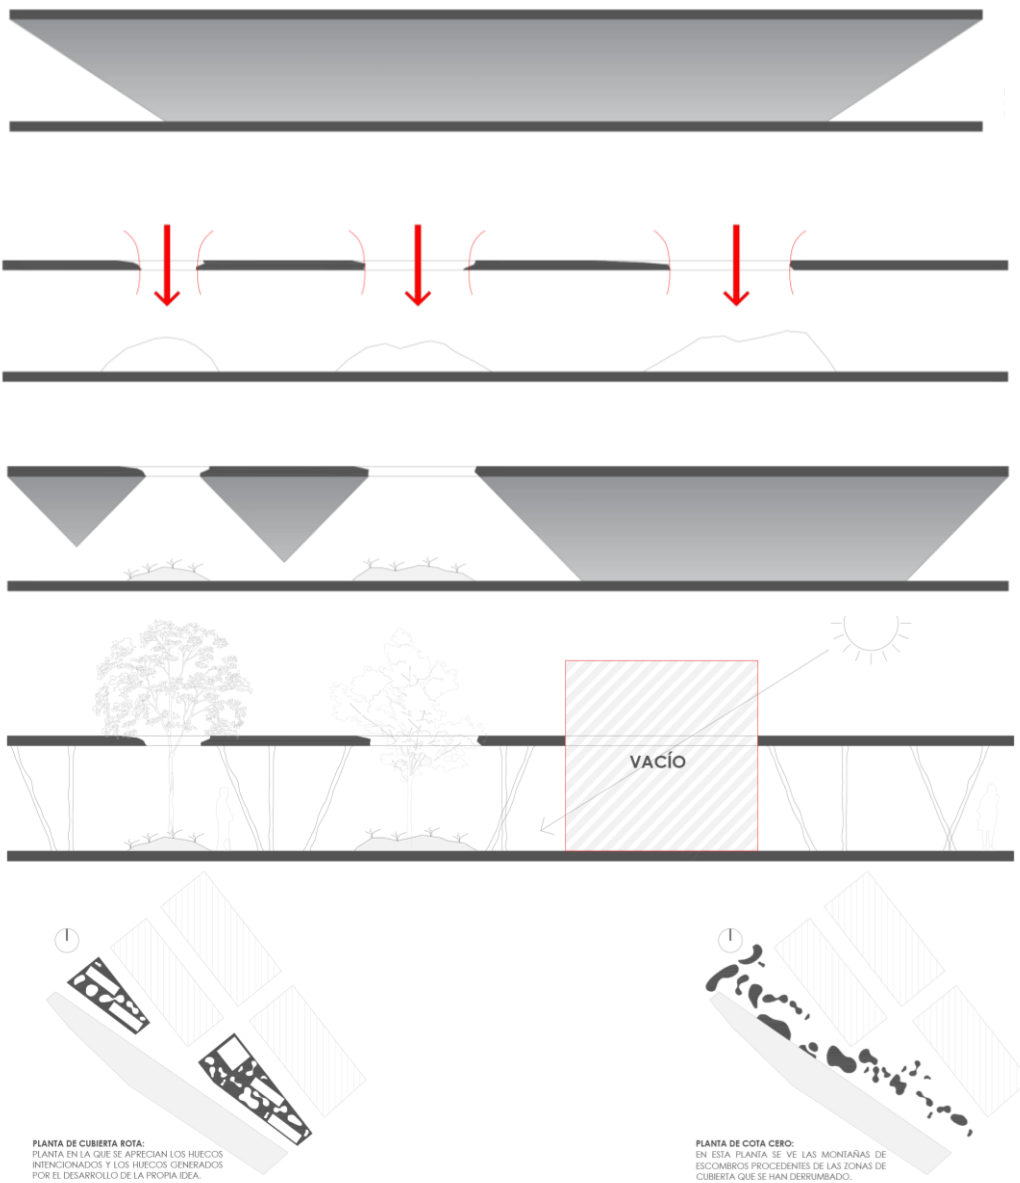 VACÍO
PLANTA DE CUBIERTA ROTA:
PLANTA EN LA QUE SE APRECIAN LOS HUECOS
INTENCIONADOS Y LOS HUECOS GENERADOS
POR EL DESARROLLO DE LA PROPIA IDEA.
PLANTA DE COTA CERO:
EN ESTA PLANTA SE VE LAS MONTAÑAS DE
ESCOMBROS PROCEDENTES DE LAS ZONAS DE
CUBIERTA QUE SE HAN DERRUMBADO.